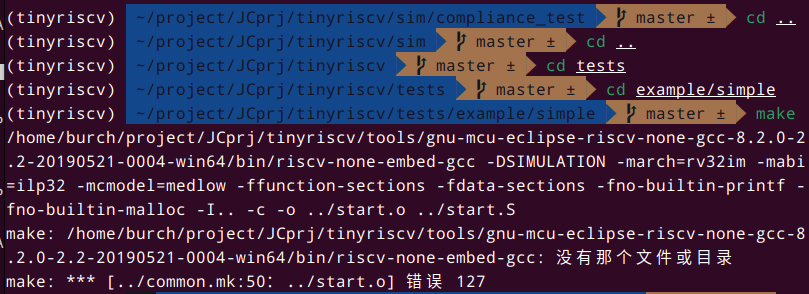 (tinyriscv) ~/project/JCprj/tinyriscv/sim/compliance_test master ± cd ..
(tinyriscv) ~/project/JCprj/tinyriscv/sim master ± cd ..
(tinyriscv) ~/project/JCprj/tinyriscv master ± cd tests
(tinyriscv) ~/project/JCprj/tinyriscv/tests master ± cd example/simple
(tinyriscv) ~/project/JCprj/tinyriscv/tests/example/simple master ± make
/home/burch/project/JCprj/tinyriscv/tools/gnu-mcu-eclipse-riscv-none-gcc-8.2.0-2
.2-20190521-0004-win64/bin/riscv-none-embed-gcc -DSIMULATION -march=rv32im -mabi
=ilp32 -mcmodel=medlow -ffunction-sections -fdata-sections -fno-builtin-printf -
fno-builtin-malloc -I.. -c -o ../start.o ../start.S
make: /home/burch/project/JCprj/tinyriscv/tools/gnu-mcu-eclipse-riscv-none-gcc-8
.2.0-2.2-20190521-0004-win64/bin/riscv-none-embed-gcc: 没有那个文件或目录
make: *** [../common.mk:50：../start.o] 错误 127